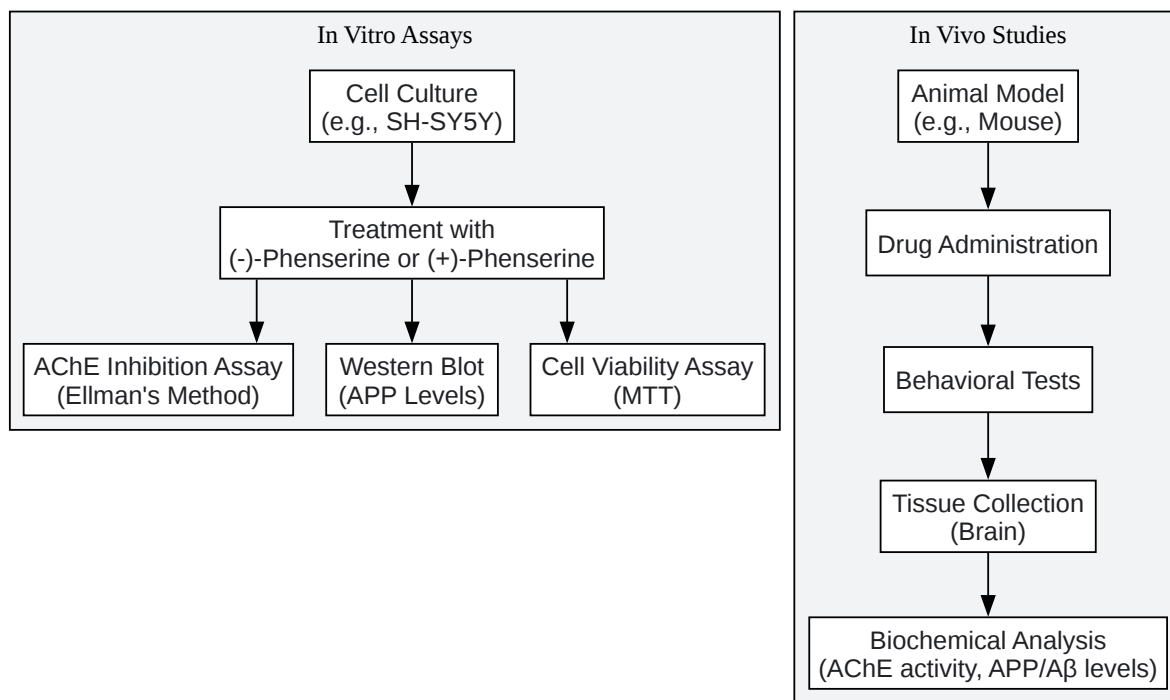 In Vitro Assays
Cell Culture
(e.g., SH-SY5Y)
Treatment with
(-)-Phenserine or (+)-Phenserine
AChE Inhibition Assay
(Ellman's Method)
Western Blot
(APP Levels)
Cell Viability Assay
(MTT)
In Vivo Studies
Animal Model
(e.g., Mouse)
Drug Administration
Behavioral Tests
Tissue Collection
(Brain)
Biochemical Analysis
(AChE activity, APP/Aβ levels)